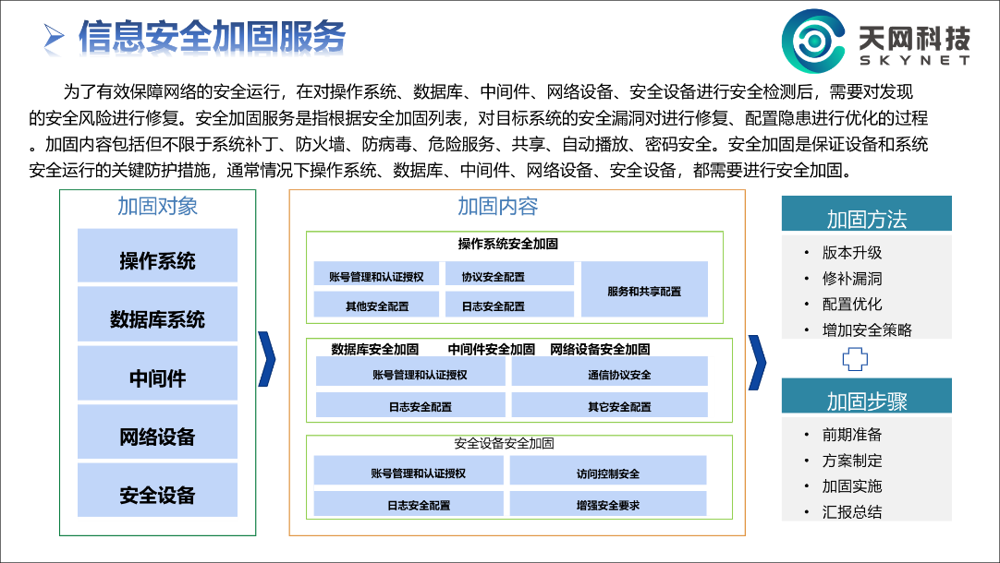 信息安全加固服务
天网科技
SKYNET
为了有效保障网络的安全运行，在对操作系统、数据库、中间件、网络设备、安全设备进行安全检测后，需要对发现
的安全风险进行修复。安全加固服务是指根据安全加固列表，对目标系统的安全漏洞对进行修复、配置隐患进行优化的过程
。加固内容包括但不限于系统补丁、防火墙、防病毒、危险服务、共享、自动播放、密码安全。安全加固是保证设备和系统
安全运行的关键防护措施，通常情况下操作系统、数据库、中间件、网络设备、安全设备，都需要进行安全加固。
加固对象
操作系统
数据库系统
中间件
网络设备
安全设备
加固内容
操作系统安全加固
账号管理和认证授权
协议安全配置
服务和共享配置
其他安全配置
日志安全配置
数据库安全加固 中间件安全加固 网络设备安全加固
账号管理和认证授权
通信协议安全
日志安全配置
其它安全配置
安全设备安全加固
账号管理和认证授权
访问控制安全
日志安全配置
增强安全要求
加固方法
• 版本升级
• 修补漏洞
• 配置优化
• 增加安全策略
加固步骤
• 前期准备
• 方案制定
• 加固实施
• 汇报总结